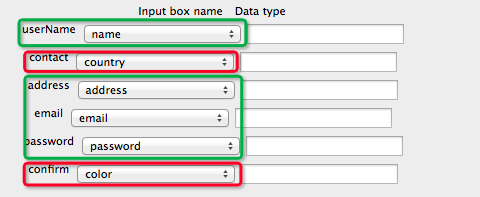 Input box name Data type
userName name
contact country
address address
email email
password password
confirm color